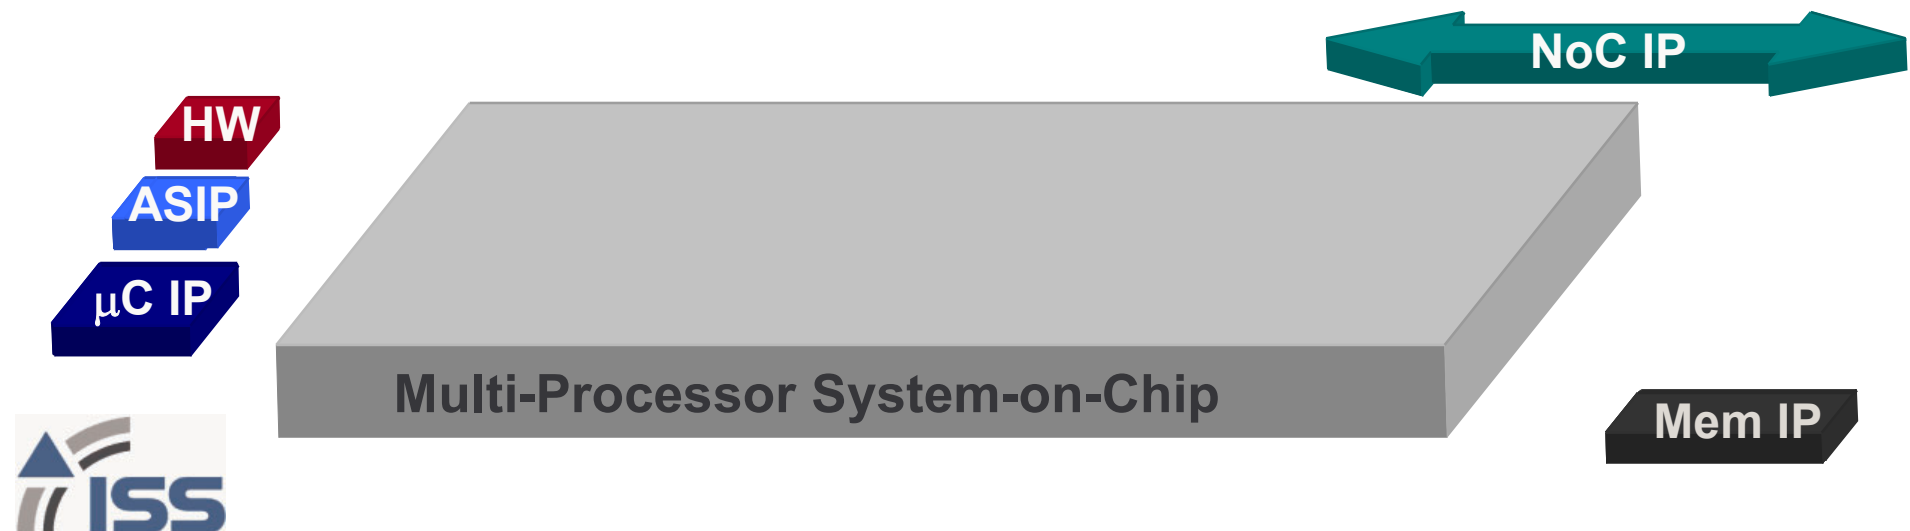 NoC IP
HW
ASIP
μC IP
Multi-Processor System-on-Chip
Mem IP
ISS